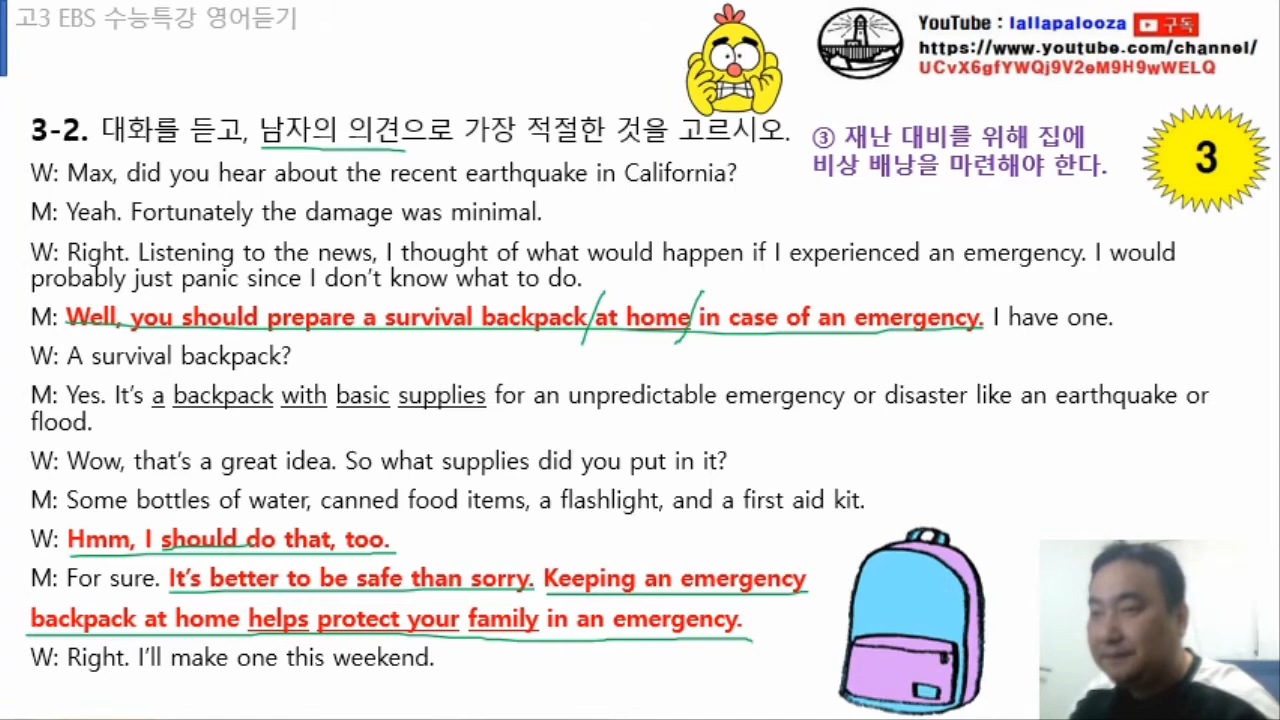 고3 EBS 수능특강 영어듣기
YouTube : lallapalooza 구독
https://www.youtube.com/channel/
UCvX6gfYWQj9V2eM9H9wWELQ
3-2. 대화를 듣고, 남자의 의견으로 가장 적절한 것을 고르시오.
③ 재난 대비를 위해 집에
비상 배낭을 마련해야 한다.
3
W: Max, did you hear about the recent earthquake in California?
M: Yeah. Fortunately the damage was minimal.
W: Right. Listening to the news, I thought of what would happen if I experienced an emergency. I would
probably just panic since I don't know what to do.
M: Well, you should prepare a survival backpack at home in case of an emergency. I have one.
W: A survival backpack?
M: Yes. It's a backpack with basic supplies for an unpredictable emergency or disaster like an earthquake or
flood.
W: Wow, that's a great idea. So what supplies did you put in it?
M: Some bottles of water, canned food items, a flashlight, and a first aid kit.
W: Hmm, I should do that, too.
M: For sure. It's better to be safe than sorry. Keeping an emergency
backpack at home helps protect your family in an emergency.
W: Right. I'll make one this weekend.